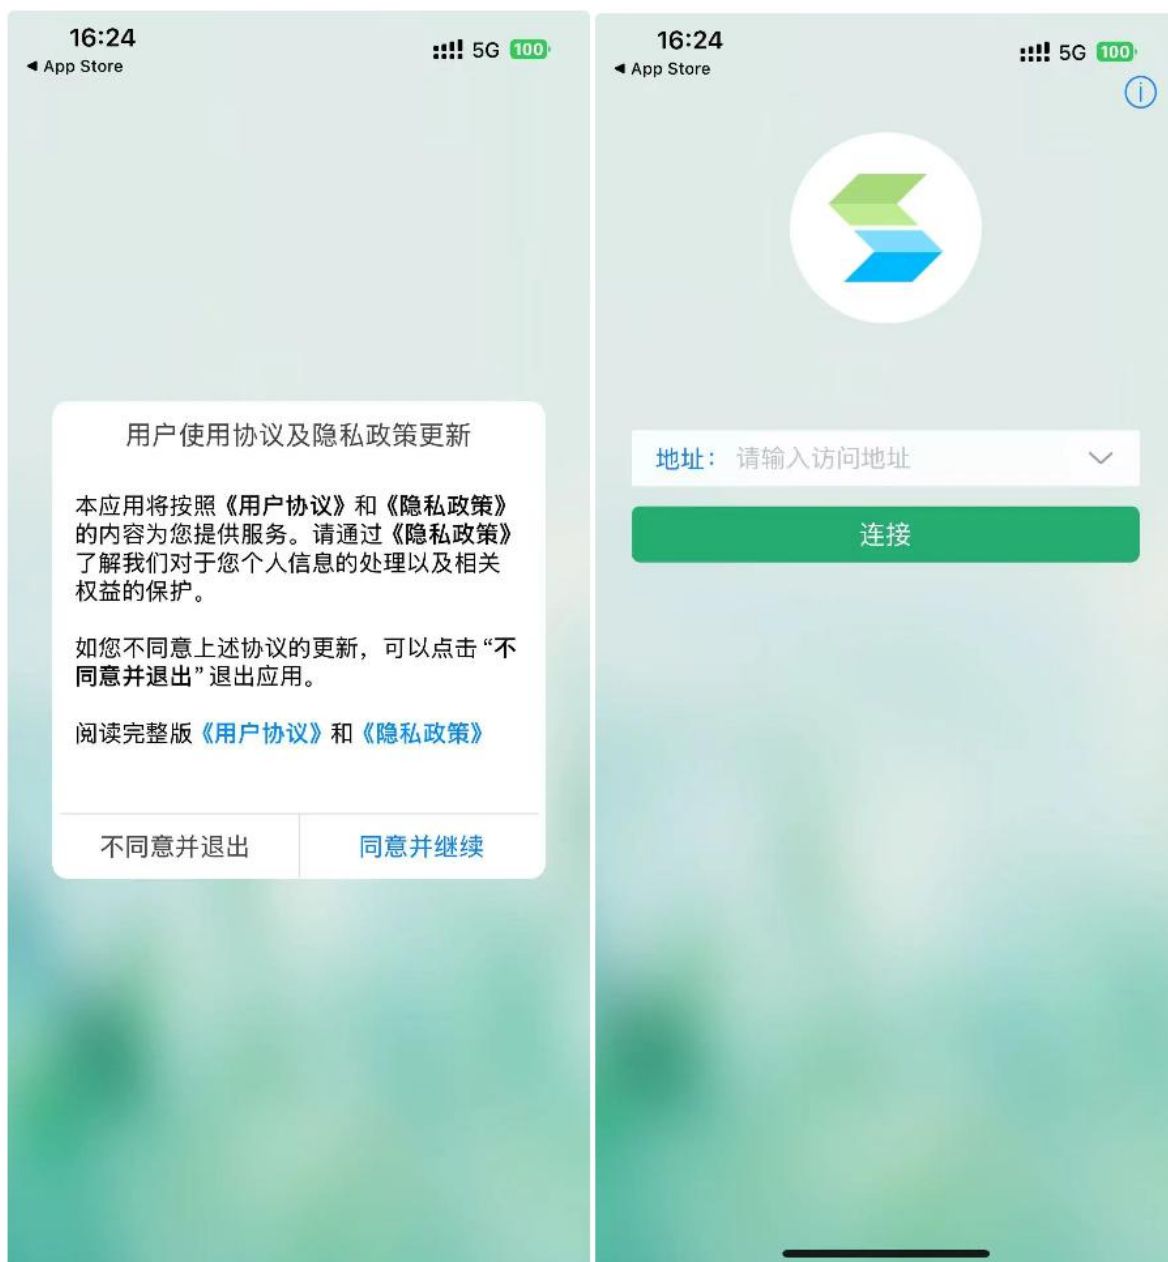 16:24
◀ App Store
5G 100
用户使用协议及隐私政策更新
本应用将按照《用户协议》和《隐私政策》
的内容为您提供服务。请通过《隐私政策》
了解我们对于您个人信息的处理以及相关
权益的保护。
如您不同意上述协议的更新，可以点击“不
同意并退出”退出应用。
阅读完整版《用户协议》和《隐私政策》
不同意并退出
同意并继续
16:24
◀ App Store
5G 100
地址：
请输入访问地址
连接